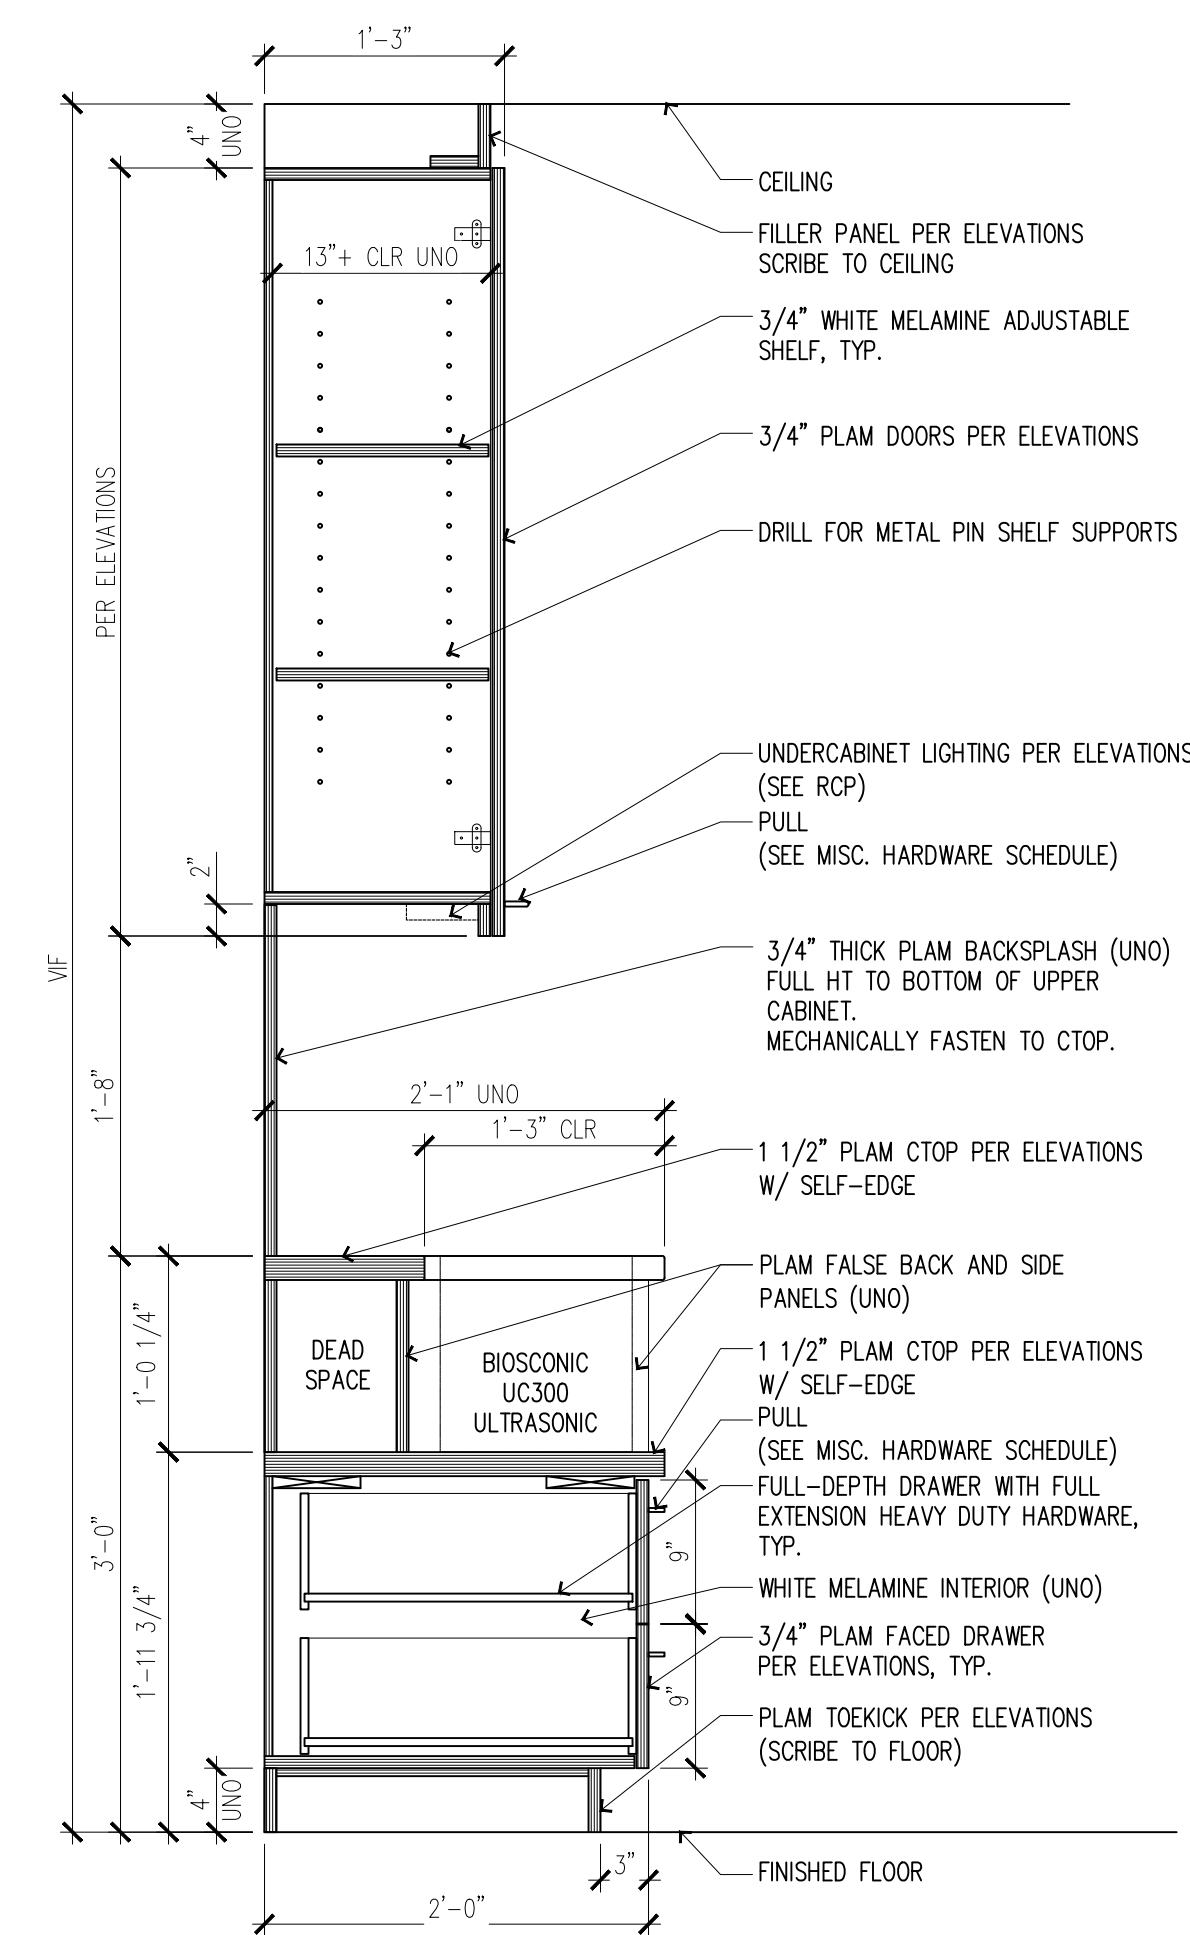 1'-3"
4"
UNO
CEILING
FILLER PANEL PER ELEVATIONS
SCRIBE TO CEILING
13"+ CLR UNO
3/4" WHITE MELAMINE ADJUSTABLE
SHELF, TYP.
3/4" PLAM DOORS PER ELEVATIONS
PER ELEVATIONS
DRILL FOR METAL PIN SHELF SUPPORTS
UNDERCABINET LIGHTING PER ELEVATIONS
(SEE RCP)
PULL
(SEE MISC. HARDWARE SCHEDULE)
2"
VIF
3/4" THICK PLAM BACKSPLASH (UNO)
FULL HT TO BOTTOM OF UPPER
CABINET.
MECHANICALLY FASTEN TO CTOP.
1'-8"
2'-1" UNO
1'-3" CLR
1 1/2" PLAM CTOP PER ELEVATIONS
W/ SELF-EDGE
PLAM FALSE BACK AND SIDE
PANELS (UNO)
1'-0 1/4"
DEAD
SPACE
BIOSCONIC
UC300
ULTRASONIC
1 1/2" PLAM CTOP PER ELEVATIONS
W/ SELF-EDGE
PULL
(SEE MISC. HARDWARE SCHEDULE)
FULL-DEPTH DRAWER WITH FULL
EXTENSION HEAVY DUTY HARDWARE,
TYP.
3'-0"
9"
WHITE MELAMINE INTERIOR (UNO)
1'-11 3/4"
3/4" PLAM FACED DRAWER
PER ELEVATIONS, TYP.
9"
PLAM TOEKICK PER ELEVATIONS
(SCRIBE TO FLOOR)
4"
UNO
3"
FINISHED FLOOR
2'-0"